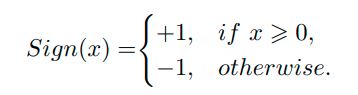 Sign(x) = { +1, if x ⩾ 0,
−1, otherwise.